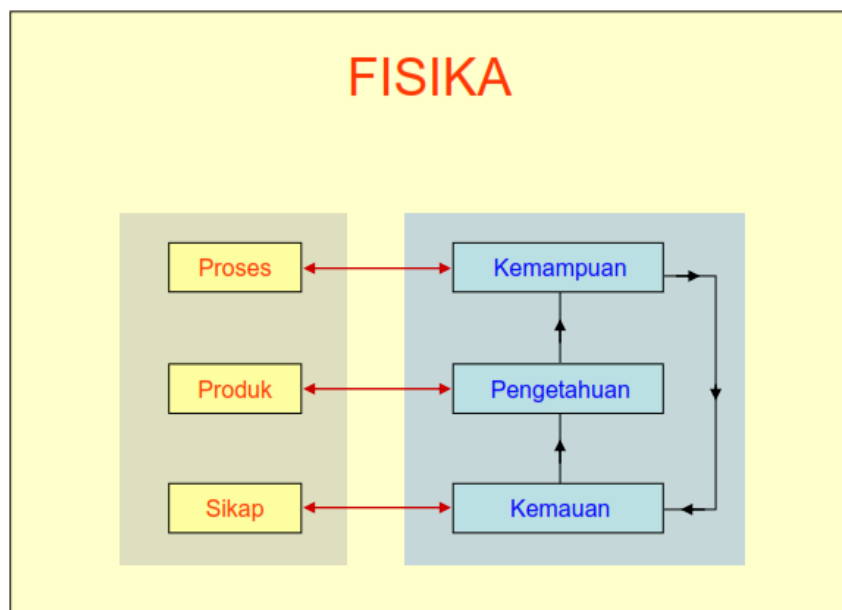 FISIKA
Proses
Kemampuan
Produk
Pengetahuan
Sikap
Kemauan